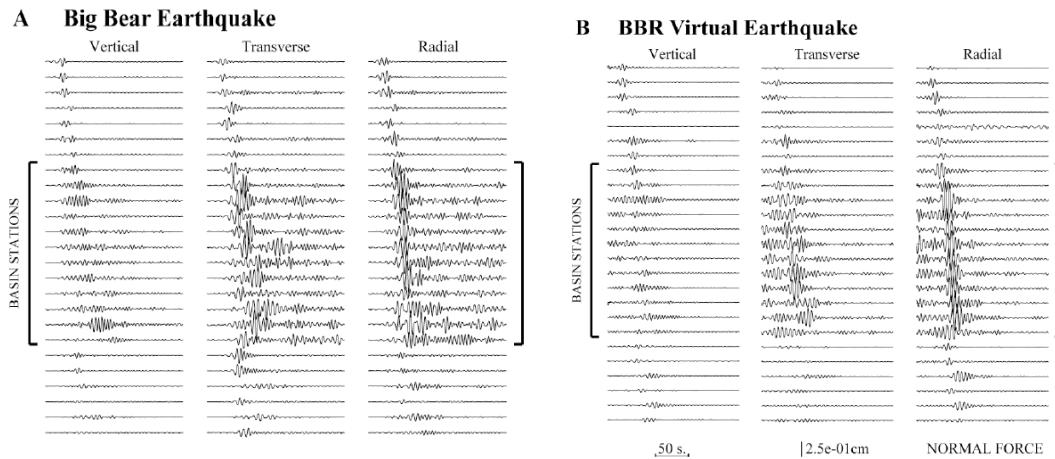 A Big Bear Earthquake
Vertical Transverse Radial
BASIN STATIONS
B BBR Virtual Earthquake
Vertical Transverse Radial
BASIN STATIONS
50 s. 2.5e-01cm NORMAL FORCE